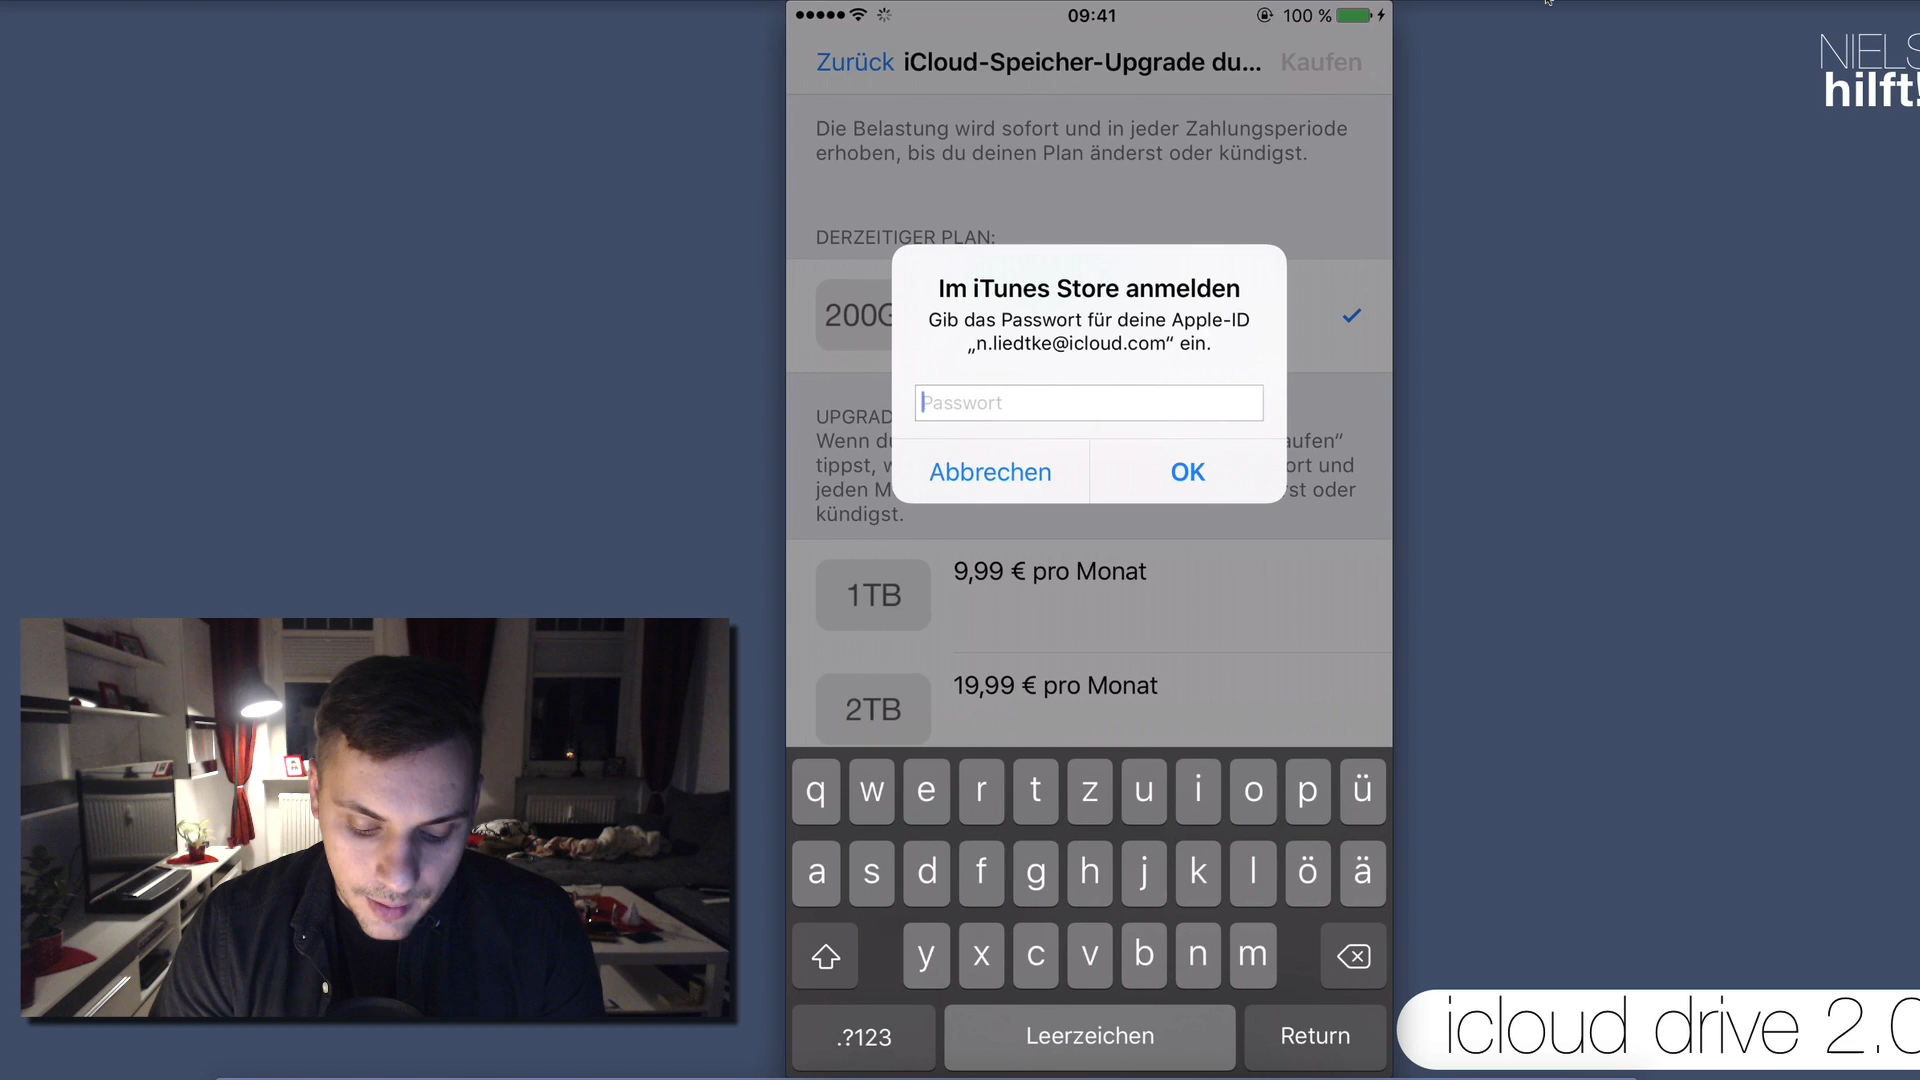 09:41
100 %
Zurück iCloud-Speicher-Upgrade du... Kaufen
Die Belastung wird sofort und in jeder Zahlungsperiode
erhoben, bis du deinen Plan änderst oder kündigst.
DERZEITIGER PLAN:
200G
Im iTunes Store anmelden
Gib das Passwort für deine Apple-ID
„n.liedtke@icloud.com“ ein.
Passwort
Abbrechen OK
UPGRAD
Wenn du aufen“
tippst, w ort und
jeden M st oder
kündigst.
1TB 9,99 € pro Monat
2TB 19,99 € pro Monat
q w e r t z u i o p ü
a s d f g h j k l ö ä
y x c v b n m
.?123 Leerzeichen Return
NIELS
hilft!
icloud drive 2.0